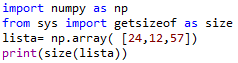 import numpy as np
from sys import getsizeof as size
lista= np.array( [24,12,57])
print(size(lista))